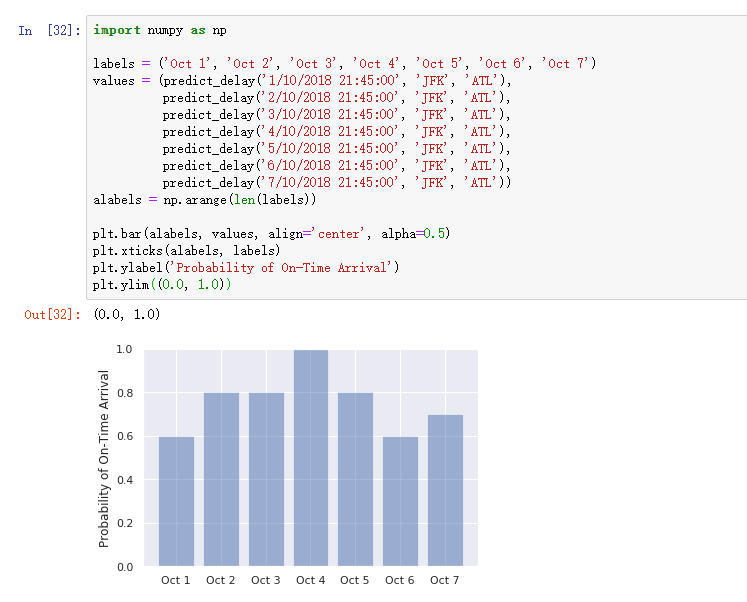 In [32]:
import numpy as np
labels = ('Oct 1', 'Oct 2', 'Oct 3', 'Oct 4', 'Oct 5', 'Oct 6', 'Oct 7')
values = (predict_delay('1/10/2018 21:45:00', 'JFK', 'ATL'),
predict_delay('2/10/2018 21:45:00', 'JFK', 'ATL'),
predict_delay('3/10/2018 21:45:00', 'JFK', 'ATL'),
predict_delay('4/10/2018 21:45:00', 'JFK', 'ATL'),
predict_delay('5/10/2018 21:45:00', 'JFK', 'ATL'),
predict_delay('6/10/2018 21:45:00', 'JFK', 'ATL'),
predict_delay('7/10/2018 21:45:00', 'JFK', 'ATL'))
alabels = np.arange(len(labels))
plt.bar(alabels, values, align='center', alpha=0.5)
plt.xticks(alabels, labels)
plt.ylabel('Probability of On-Time Arrival')
plt.ylim((0.0, 1.0))
Out[32]: (0.0, 1.0)
Probability of On-Time Arrival
1.0
0.8
0.6
0.4
0.2
0.0
Oct 1 Oct 2 Oct 3 Oct 4 Oct 5 Oct 6 Oct 7